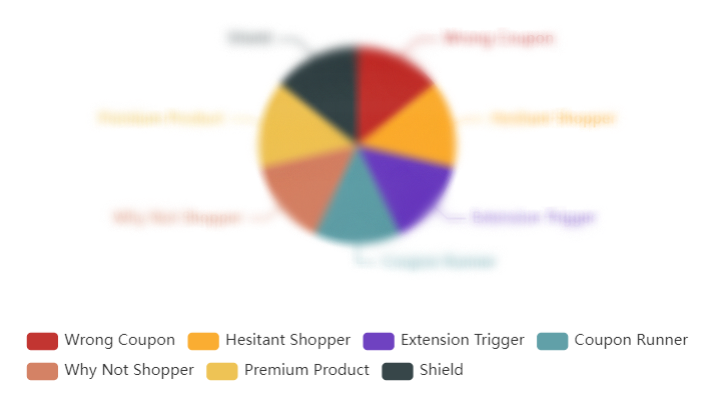 Shield Wrong Coupon
Premium Product Hesitant Shopper
Why Not Shopper Extension Trigger
Coupon Runner
Wrong Coupon Hesitant Shopper Extension Trigger Coupon Runner
Why Not Shopper Premium Product Shield